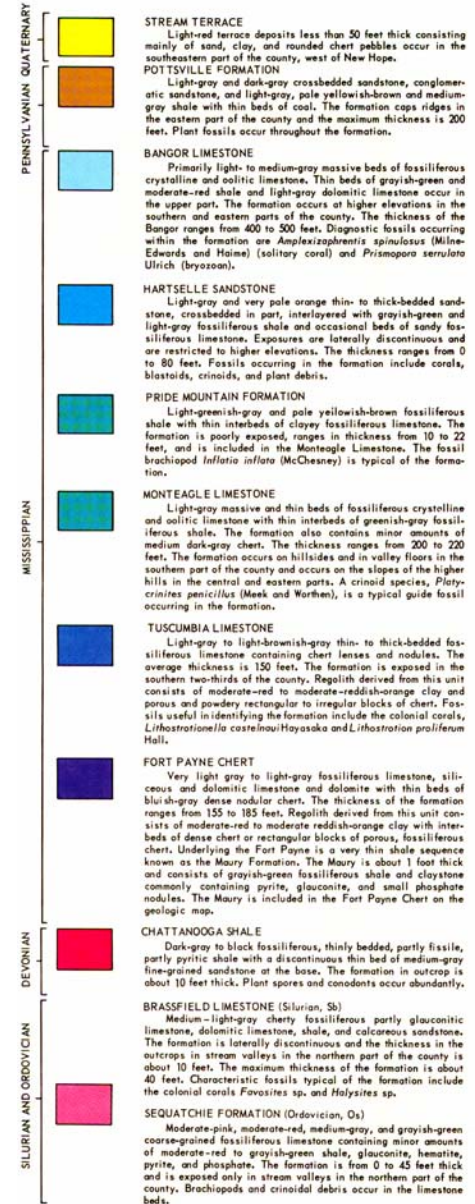 QUATERNARY
STREAM TERRACE
Light-red terrace deposits less than 50 feet thick consisting
mainly of sand, clay, and rounded chert pebbles occur in the
southeastern part of the county, west of New Hope.
PENNSYLVANIAN
POTTSVILLE FORMATION
Light-gray and dark-gray crossbedded sandstone, conglomer-
atic sandstone, and light-gray, pale yellowish-brown and medium-
gray shale with thin beds of coal. The formation caps ridges in
the eastern part of the county and the maximum thickness is 200
feet. Plant fossils occur throughout the formation.
MISSISSIPPIAN
BANGOR LIMESTONE
Primarily light- to medium-gray massive beds of fossiliferous
crystalline and oolitic limestone. Thin beds of grayish-green and
moderate-red shale and light-gray dolomitic limestone occur in
the upper part. The formation occurs at higher elevations in the
southern and eastern parts of the county. The thickness of the
Bangor ranges from 400 to 500 feet. Diagnostic fossils occurring
within the formation are Amplexizaphrentis spinulosus (Milne-
Edwards and Haime) (solitary coral) and Prismopora serrulata
Ulrich (bryozoan).
HARTSELLE SANDSTONE
Light-gray and very pale orange thin- to thick-bedded sand-
stone, crossbedded in part, interlayered with grayish-green and
light-gray fossiliferous shale and occasional beds of sandy fos-
siliferous limestone. Exposures are laterally discontinuous and
are restricted to higher elevations. The thickness ranges from 0
to 80 feet. Fossils occurring in the formation include corals,
blastoids, crinoids, and plant debris.
PRIDE MOUNTAIN FORMATION
Light-greenish-gray and pale yellowish-brown fossiliferous
shale with thin interbeds of clayey fossiliferous limestone. The
formation is poorly exposed, ranges in thickness from 10 to 22
feet, and is included in the Monteagle Limestone. The fossil
brachiopod Inflatia inflata (McChesney) is typical of the forma-
tion.
MONTEAGLE LIMESTONE
Light-gray massive and thin beds of fossiliferous crystalline
and oolitic limestone with thin interbeds of greenish-gray fossil-
iferous shale. The formation also contains minor amounts of
medium dark-gray chert. The thickness ranges from 200 to 220
feet. The formation occurs on hillsides and in valley floors in the
southern part of county and occurs on the slopes of the higher
hills in the central and eastern parts. A crinoid species, Platy-
crinites penicillus (Meek and Worthen), is a typical guide fossil
occurring in the formation.
TUSCUMBIA LIMESTONE
Light-gray to light-brownish-gray thin- to thick-bedded fos-
siliferous limestone containing chert lenses and nodules. The
average thickness is 150 feet. The formation is exposed in the
southern two-thirds of the county. Regolith derived from this unit
consists of moderate-red to moderate-reddish-orange clay and
porous and powdery rectangular to irregular blocks of chert. Fos-
sils useful in identifying the formation include the colonial corals,
Lithostrotionella castelnaui Hayasaka and Lithostrotion proliferum
Hall.
FORT PAYNE CHERT
Very light gray to light-gray fossiliferous limestone, sili-
ceous and dolomitic limestone and dolomite with thin beds of
bluish-gray dense nodular chert. The thickness of the formation
ranges from 155 to 185 feet. Regolith derived from this unit con-
sists of moderate-red to moderate reddish-orange clay with inter-
beds of dense chert or rectangular blocks of porous, fossiliferous
chert. Underlying the Fort Payne is a very thin shale sequence
known as the Maury Formation. The Maury is about 1 foot thick
and consists of grayish-green fossiliferous shale and claystone
commonly containing pyrite, glauconite, and small phosphate
nodules. The Maury is included in the Fort Payne Chert on the
geologic map.
DEVONIAN
CHATTANOOGA SHALE
Dark-gray to black fossiliferous, thinly bedded, partly fissile,
partly pyritic shale with a discontinuous thin bed of medium-gray
fine-grained sandstone at the base. The formation in outcrop is
about 10 feet thick. Plant spores and conodonts occur abundantly.
SILURIAN AND ORDOVICIAN
BRASSFIELD LIMESTONE (Silurian, Sb)
Medium-light-gray cherty fossiliferous partly glauconitic
limestone, dolomitic limestone, shale, and calcareous sandstone.
The formation is laterally discontinuous and the thickness in the
outcrops in stream valleys in the northern part of the county is
about 10 feet. The maximum thickness of the formation is about
40 feet. Characteristic fossils typical of the formation include
the colonial corals Favosites sp. and Halysites sp.
SEQUATCHIE FORMATION (Ordovician, Os)
Moderate-pink, moderate-red, medium-gray, and grayish-green
coarse-grained fossiliferous limestone containing minor amounts
of moderate-red to grayish-green shale, glauconite, hematite,
pyrite, and phosphate. The formation is from 0 to 45 feet thick
and is exposed only in stream valleys in the northern part of the
county. Brachiopods and crinoidal debris occur in the limestone
beds.